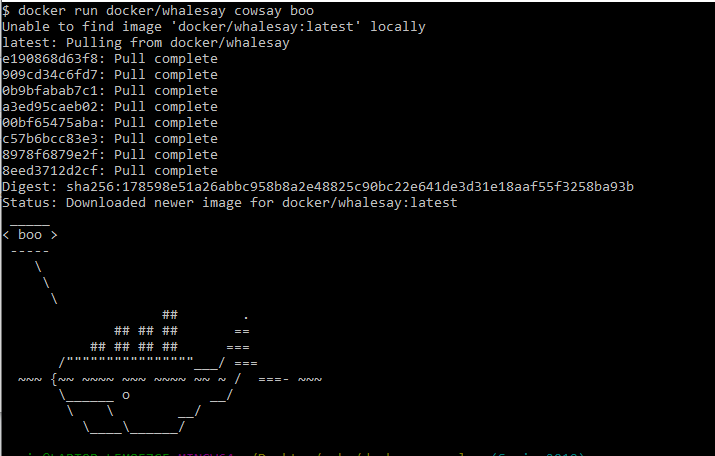 $ docker run docker/whalesay cowsay boo
Unable to find image 'docker/whalesay:latest' locally
latest: Pulling from docker/whalesay
e190868d63f8: Pull complete
909cd34c6fd7: Pull complete
0b9bfabab7c1: Pull complete
a3ed95caeb02: Pull complete
00bf65475aba: Pull complete
c57b6bcc83e3: Pull complete
8978f6879e2f: Pull complete
8eed3712d2cf: Pull complete
Digest: sha256:178598e51a26abbc958b8a2e48825c90bc22e641de3d31e18aaf55f3258ba93b
Status: Downloaded newer image for docker/whalesay:latest
 _____
< boo >
 -----
    \
     \
      \
                    ##        .
              ## ## ##       ==
           ## ## ## ##      ===
       /""""""""""""""""___/ ===
  ~~~ {~~ ~~~~ ~~~ ~~~~ ~~ ~ /  ===- ~~~
       \______ o          __/
        \    \        __/
          \____\______/